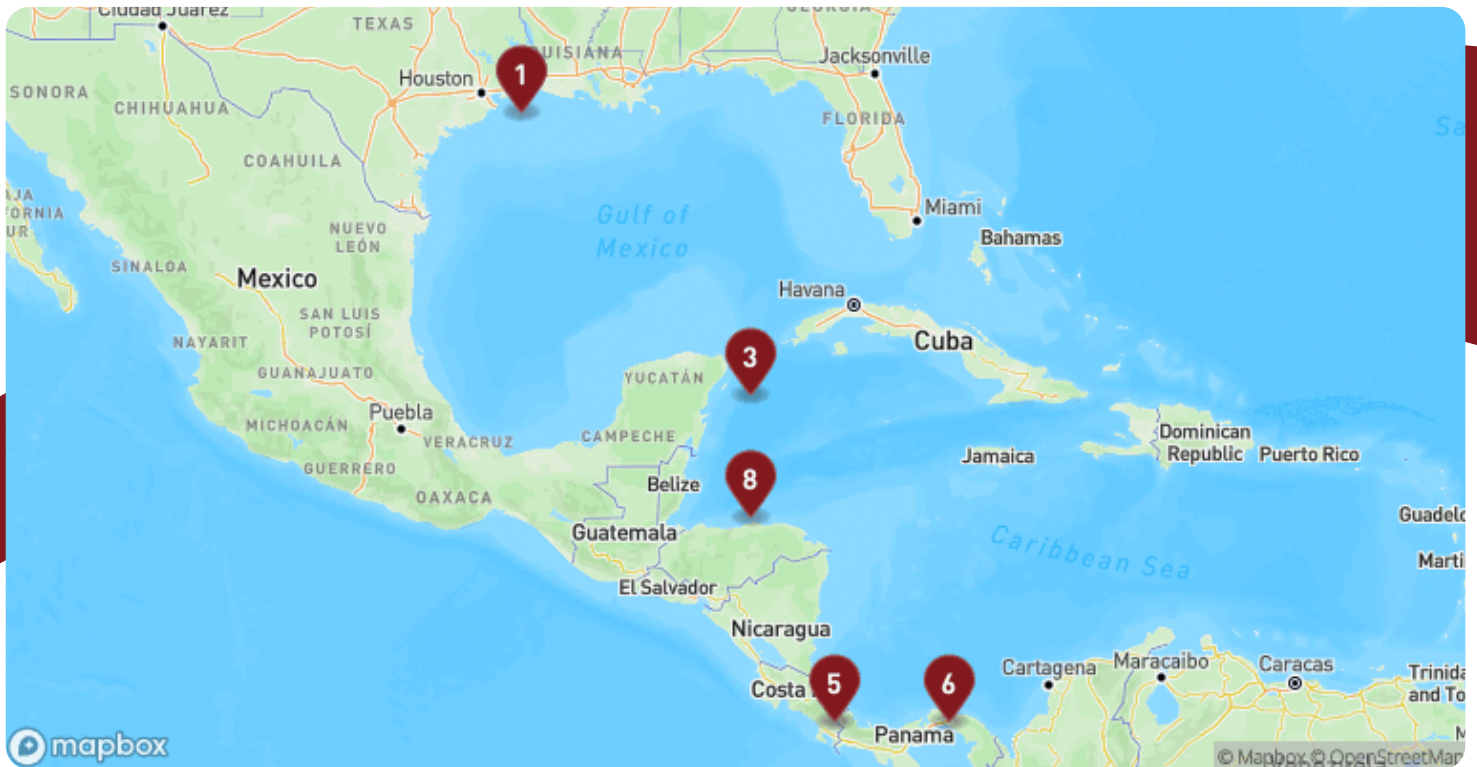 Ciudad Juárez
TEXAS
GEORGIA
LOUISIANA
Jacksonville
1
Houston
SONORA
CHIHUAHUA
FLORIDA
Sa
COAHUILA
Gulf of
Mexico
Miami
NUEVO
LEÓN
Bahamas
SINALOA
Mexico
Havana
SAN LUIS
POTOSÍ
NAYARIT
Cuba
3
GUANAJUATO
YUCATÁN
Puebla
MICHOACÁN
VERACRUZ
CAMPECHE
Dominican
Republic
Puerto Rico
Jamaica
GUERRERO
8
Belize
OAXACA
Guadelo
Guatemala
Caribbean Sea
Marti
El Salvador
Nicaragua
Cartagena
Maracaibo
Caracas
Trinida
and To
5
6
Costa
Panama
mapbox
© Mapbox © OpenStreetMap